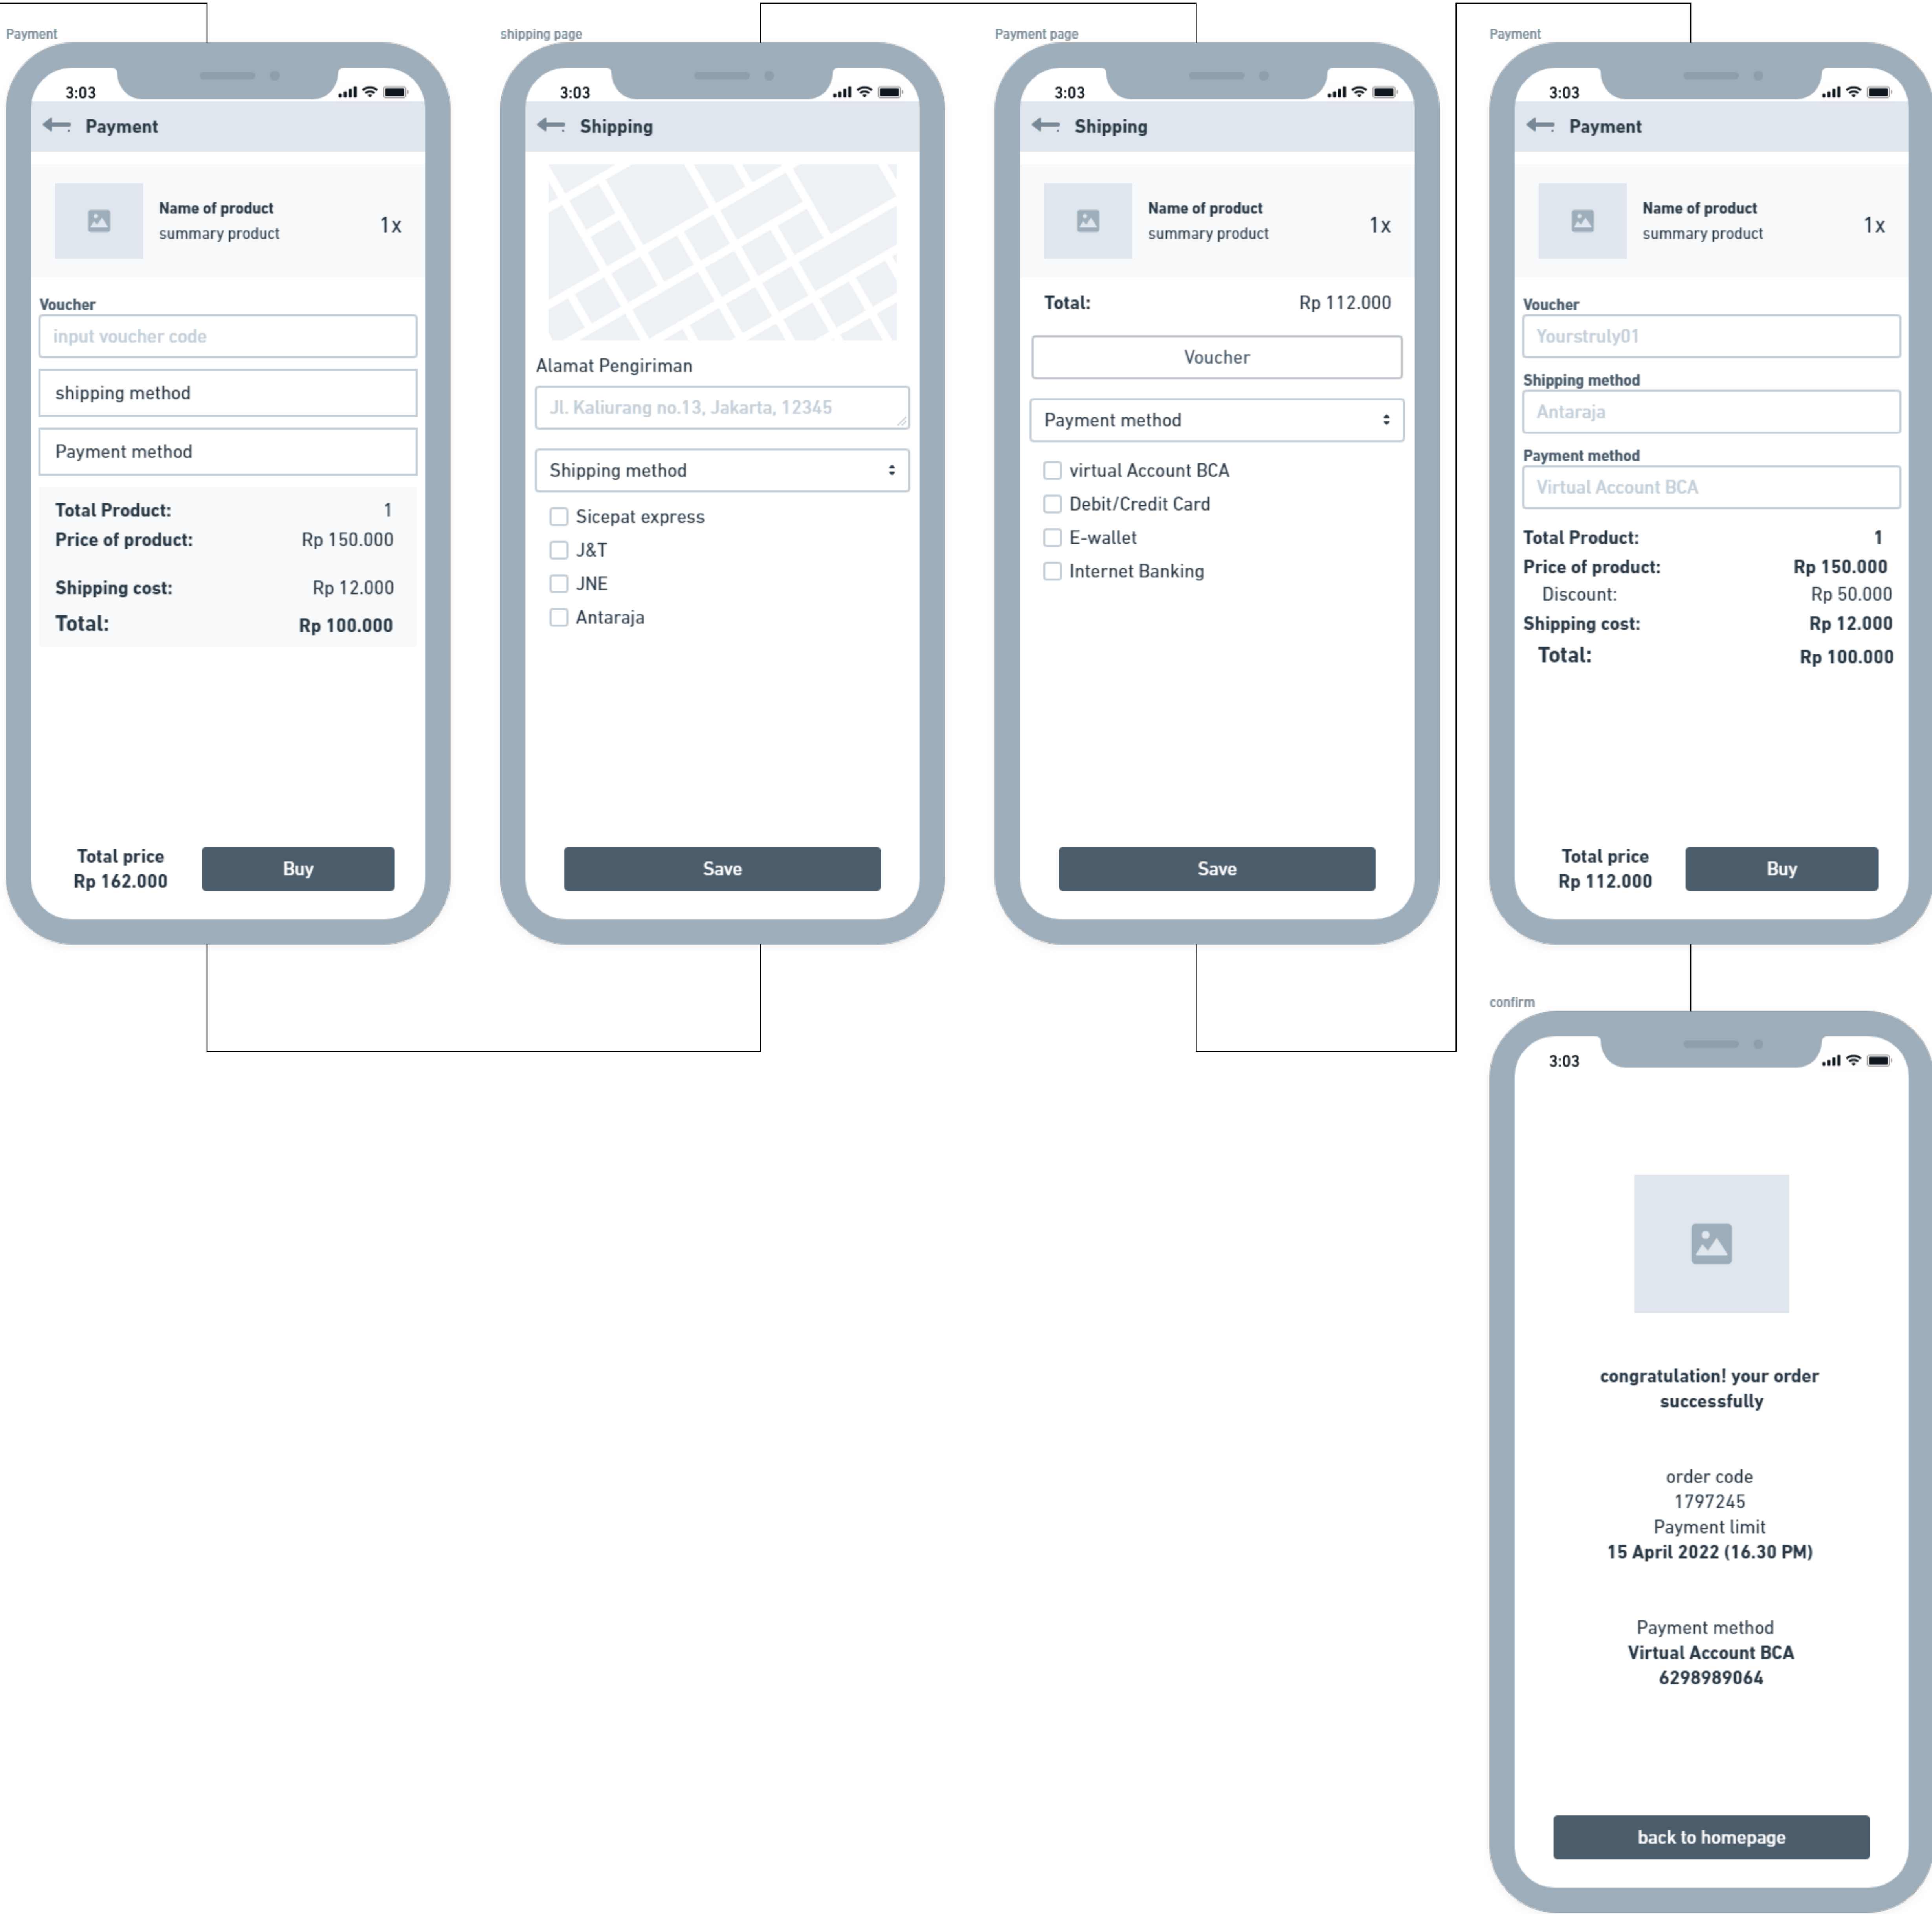 Payment
3:03
Payment
Name of product
summary product
1x
Voucher
input voucher code
shipping method
Payment method
Total Product: 1
Price of product: Rp 150.000
Shipping cost: Rp 12.000
Total: Rp 100.000
Total price
Rp 162.000
Buy
shipping page
3:03
Shipping
Alamat Pengiriman
Jl. Kaliurang no.13, Jakarta, 12345
Shipping method
Sicepat express
J&T
JNE
Antaraja
Save
Payment page
3:03
Shipping
Name of product
summary product
1x
Total: Rp 112.000
Voucher
Payment method
virtual Account BCA
Debit/Credit Card
E-wallet
Internet Banking
Save
Payment
3:03
Payment
Name of product
summary product
1x
Voucher
Yourstruly01
Shipping method
Antaraja
Payment method
Virtual Account BCA
Total Product: 1
Price of product: Rp 150.000
Discount: Rp 50.000
Shipping cost: Rp 12.000
Total: Rp 100.000
Total price
Rp 112.000
Buy
confirm
3:03
congratulation! your order
successfully
order code
1797245
Payment limit
15 April 2022 (16.30 PM)
Payment method
Virtual Account BCA
6298989064
back to homepage